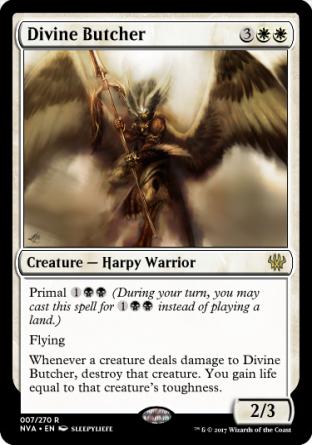 Divine Butcher 3
Creature — Harpy Warrior
Primal 1 (During your turn, you may
cast this spell for 1 instead of playing a
land.)
Flying
Whenever a creature deals damage to Divine
Butcher, destroy that creature. You gain life
equal to that creature's toughness.
2/3
007/270 R
NVA • EN SLEEPYLIEFE
™ & © 2017 Wizards of the Coast